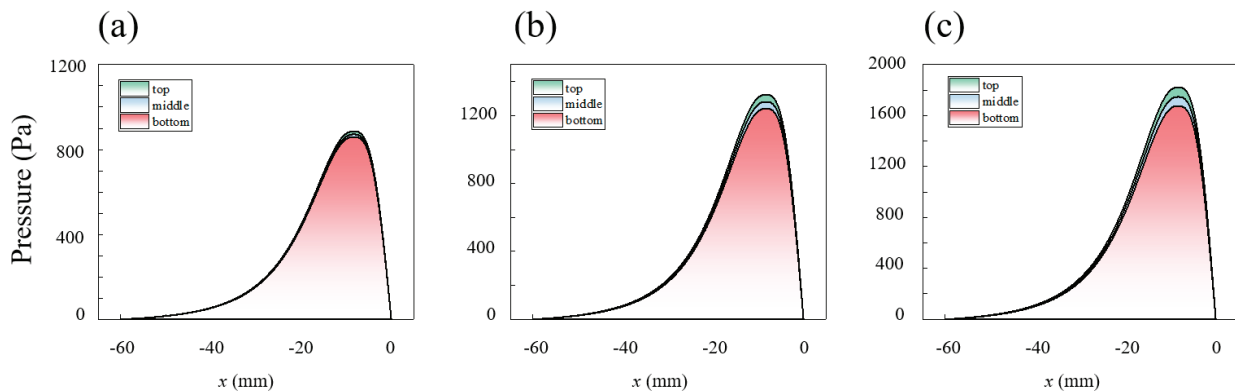 (a)
1200
800
400
0
Pressure (Pa)
top
middle
bottom
-60 -40 -20 0
x (mm)
(b)
1200
800
400
0
top
middle
bottom
-60 -40 -20 0
x (mm)
(c)
2000
1600
1200
800
400
0
top
middle
bottom
-60 -40 -20 0
x (mm)